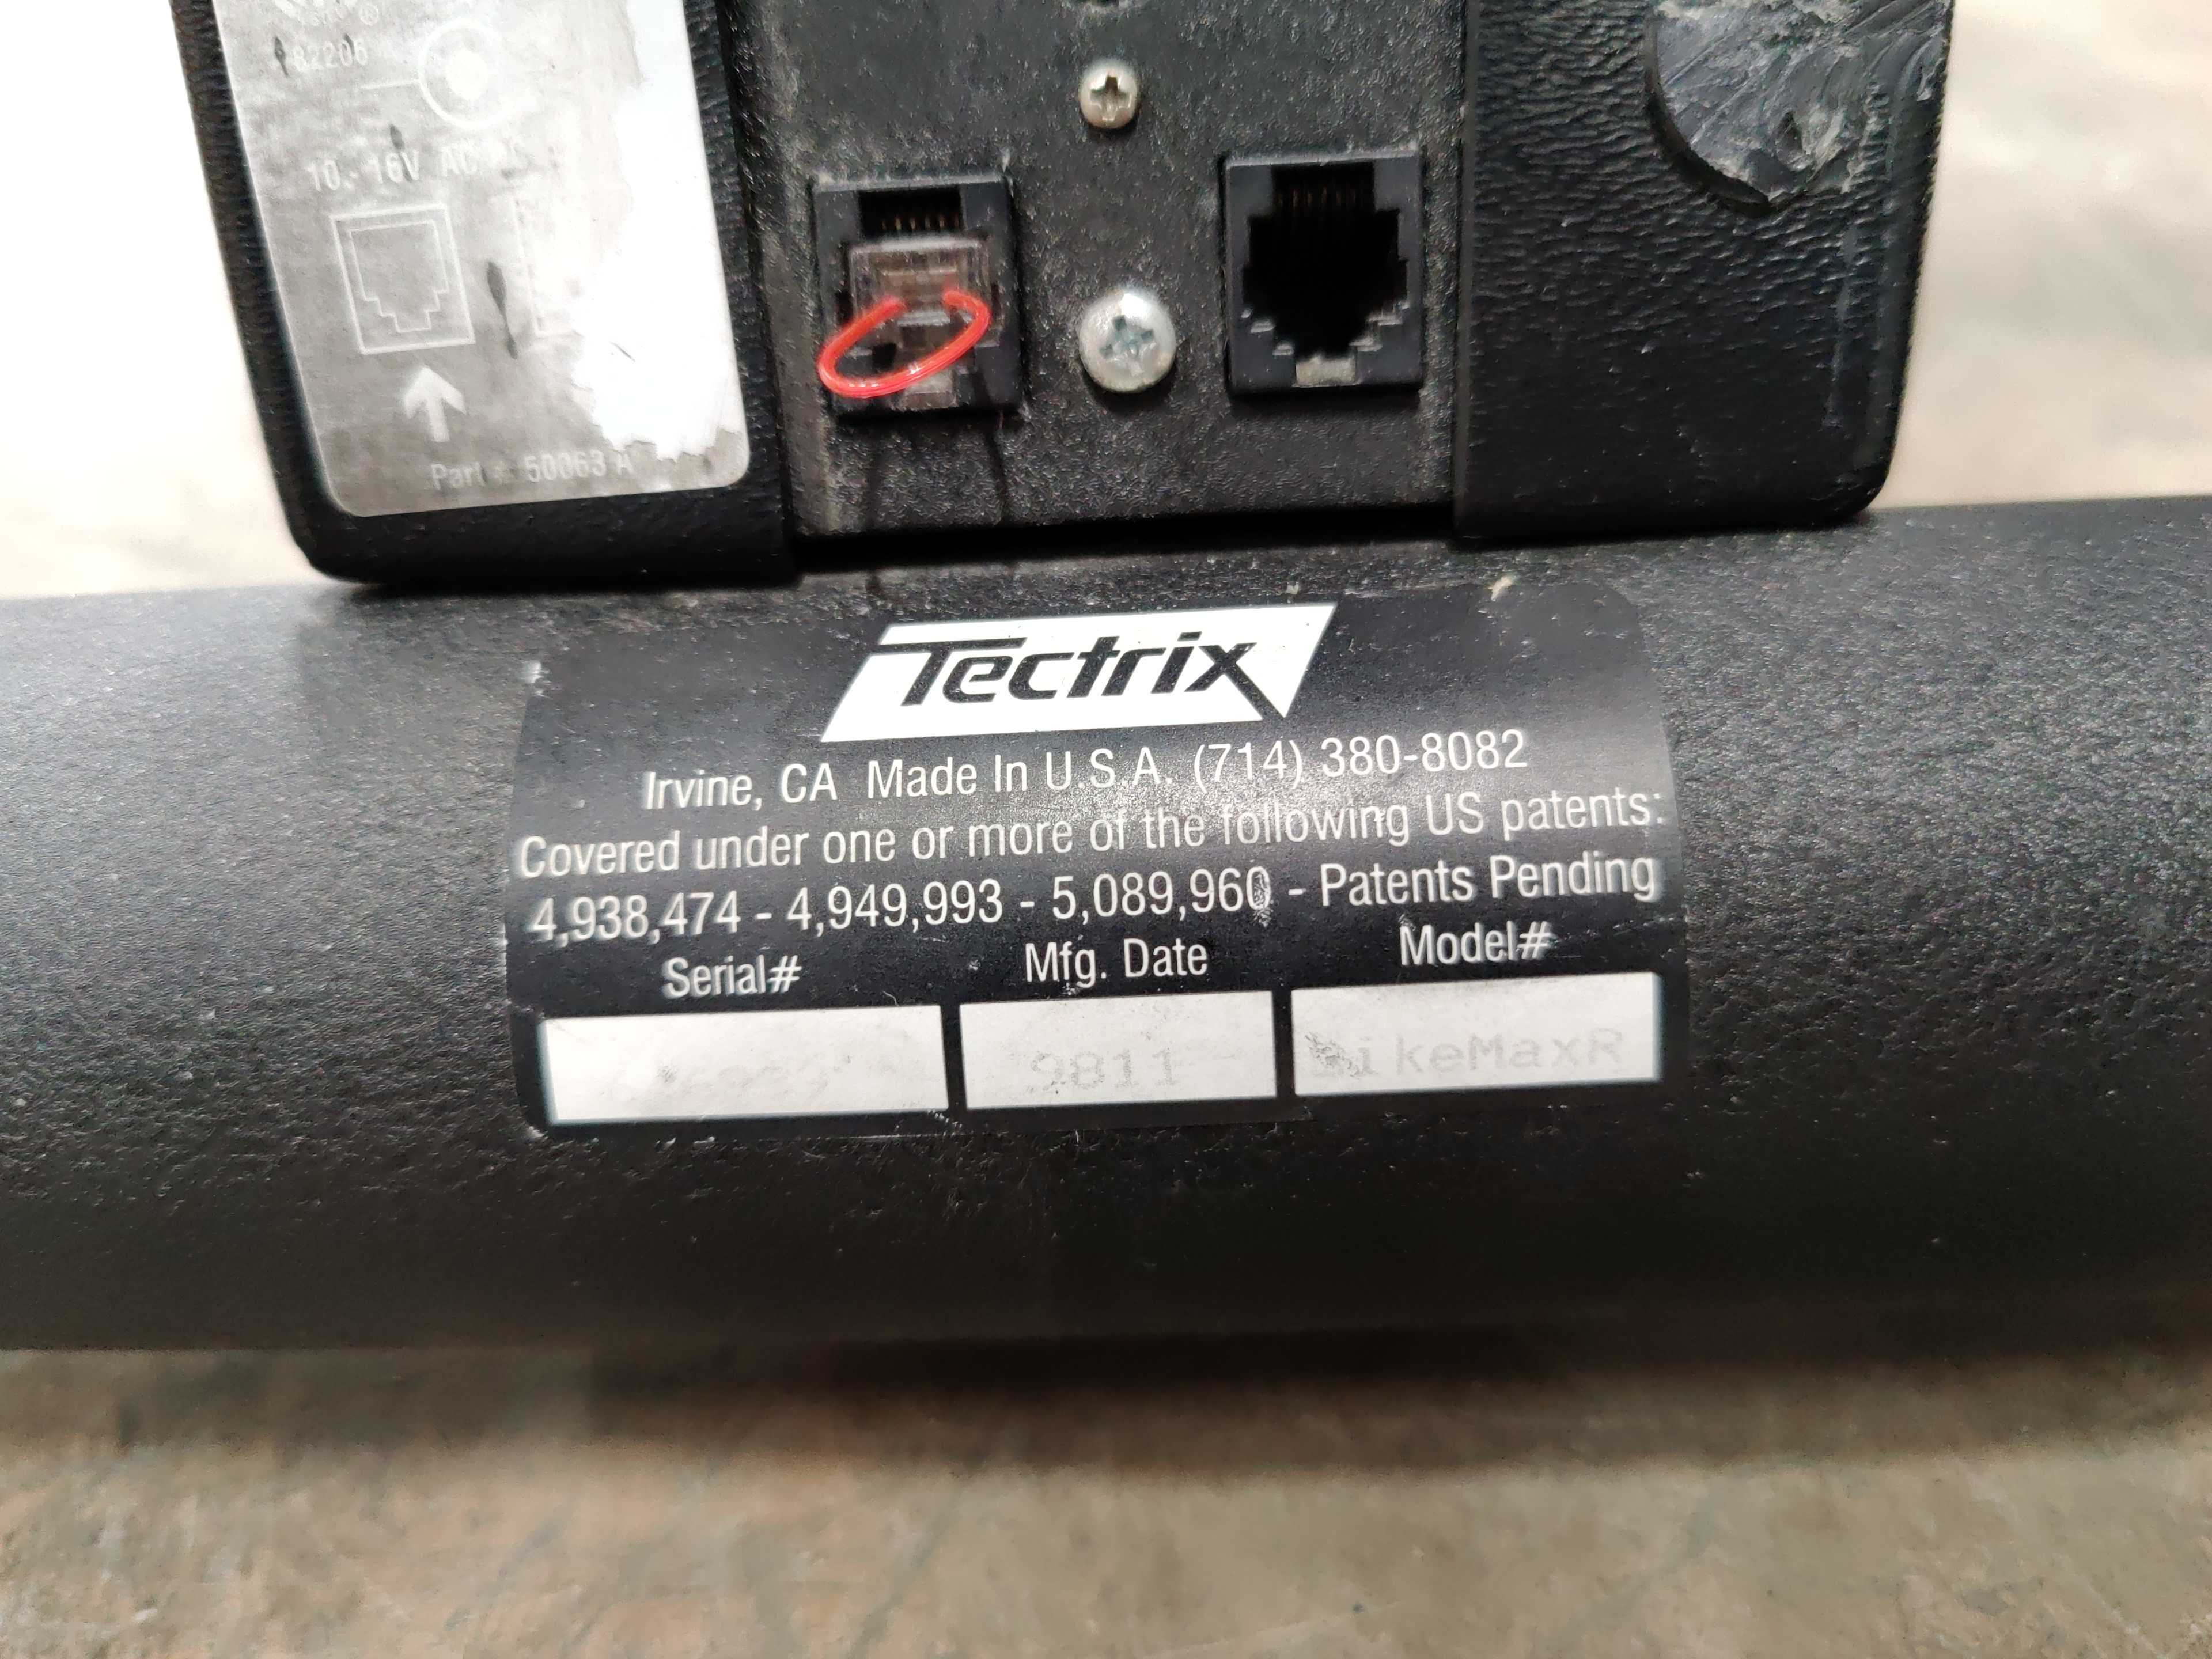 82206
10.- 16V AC
Part 50063 A
Tectrix
Irvine, CA Made In U.S.A. (714) 380-8082
Covered under one or more of the following US patents:
4,938,474 - 4,949,993 - 5,089,960 - Patents Pending
Serial# Mfg. Date Model#
9811 BikeMaxR